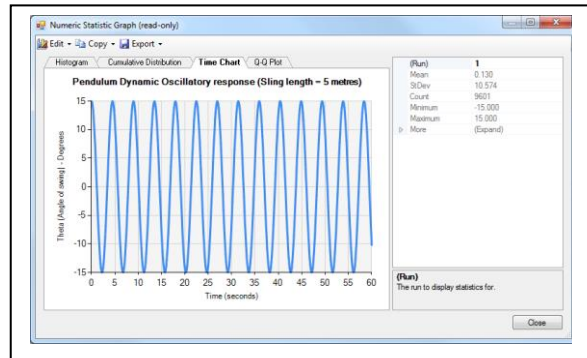 Numeric Statistic Graph (read-only)
Edit Copy Export
Histogram Cumulative Distribution Time Chart Q-Q Plot
Pendulum Dynamic Oscillatory response (Sling length = 5 metres)
Theta (Angle of swing) - Degrees
15
10
5
0
-5
-10
-15
0 5 10 15 20 25 30 35 40 45 50 55 60
Time (seconds)
(Run) 1
Mean 0.130
StDev 10.574
Count 9601
Minimum -15.000
Maximum 15.000
More (Expand)
(Run)
The run to display statistics for.
Close